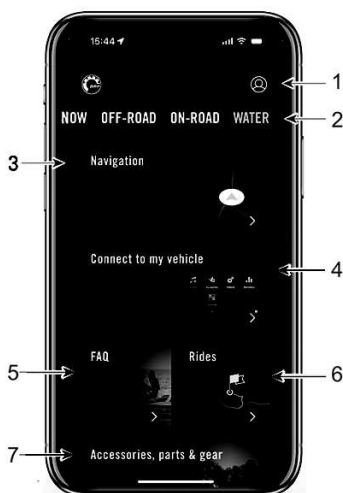 15:44
1
NOW OFF-ROAD ON-ROAD WATER
2
3
Navigation
Connect to my vehicle
4
FAQ
Rides
5
6
7
Accessories, parts & gear